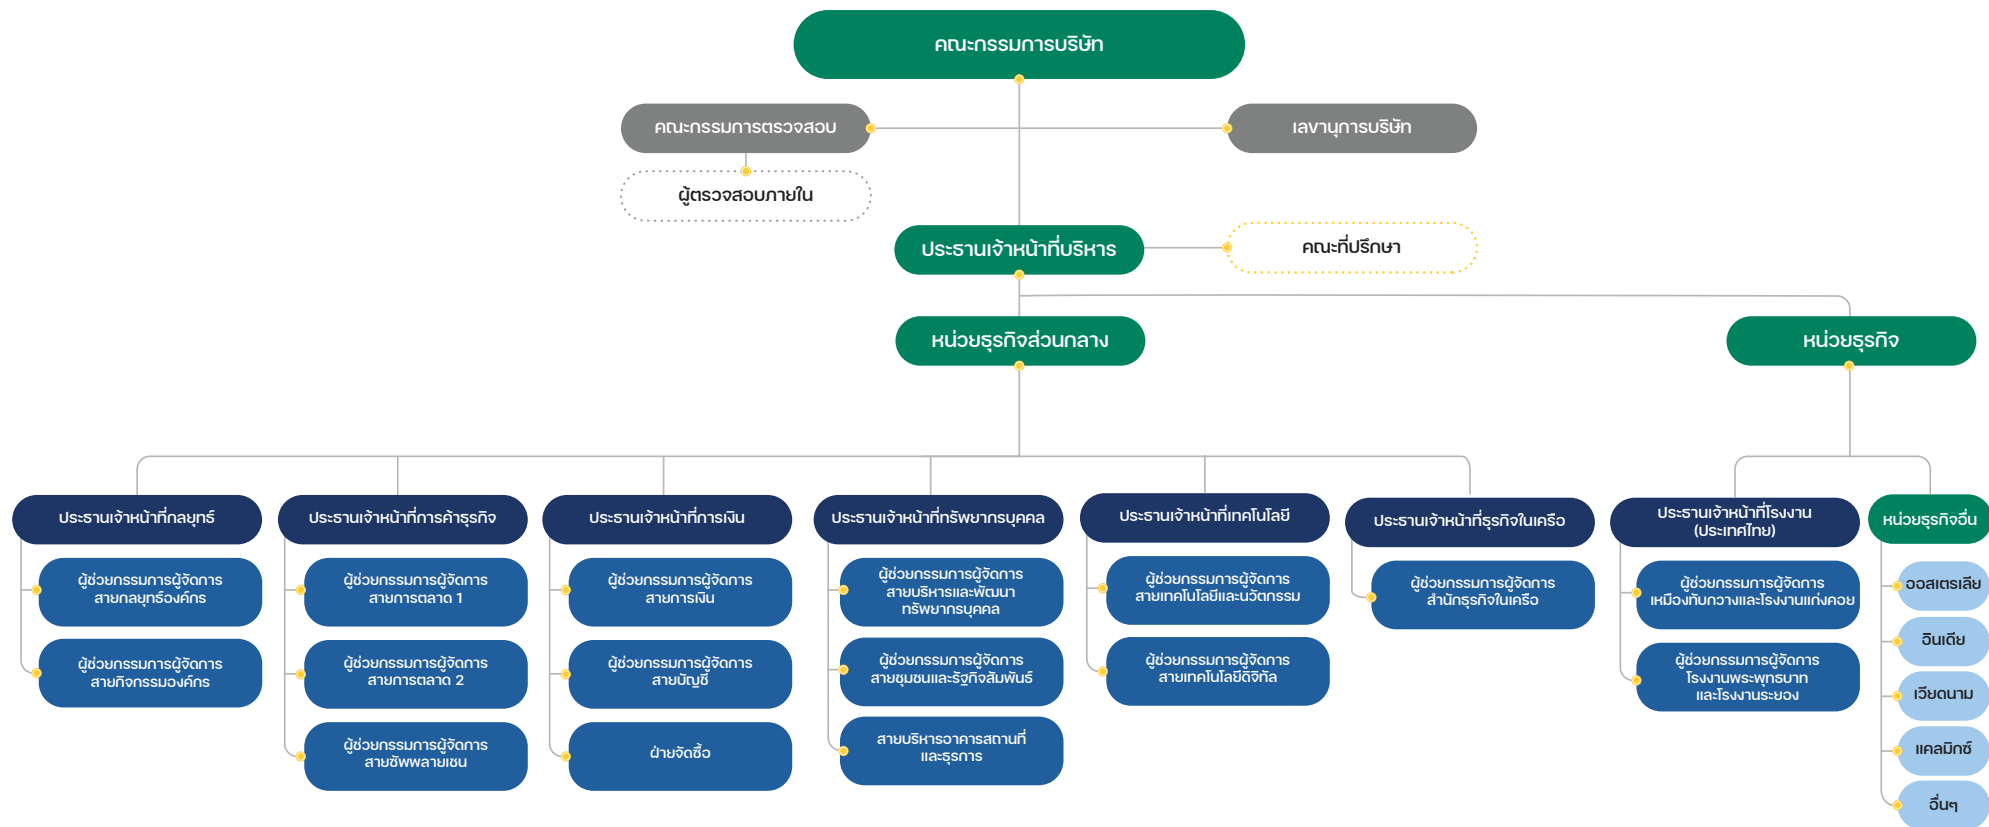 คณะกรรมการบริษัท
คณะกรรมการตรวจสอบ
เลขานุการบริษัท
ผู้ตรวจสอบภายใน
ประธานเจ้าหน้าที่บริหาร
คณะที่ปรึกษา
หน่วยธุรกิจส่วนกลาง
หน่วยธุรกิจ
ประธานเจ้าหน้าที่กลยุทธ์
ผู้ช่วยกรรมการผู้จัดการ
สายกลยุทธ์องค์กร
ผู้ช่วยกรรมการผู้จัดการ
สายกิจกรรมองค์กร
ประธานเจ้าหน้าที่การค้าธุรกิจ
ผู้ช่วยกรรมการผู้จัดการ
สายการตลาด 1
ผู้ช่วยกรรมการผู้จัดการ
สายการตลาด 2
ผู้ช่วยกรรมการผู้จัดการ
สายซัพพลายเชน
ประธานเจ้าหน้าที่การเงิน
ผู้ช่วยกรรมการผู้จัดการ
สายการเงิน
ผู้ช่วยกรรมการผู้จัดการ
สายบัญชี
ฝ่ายจัดซื้อ
ประธานเจ้าหน้าที่ทรัพยากรบุคคล
ผู้ช่วยกรรมการผู้จัดการ
สายบริหารและพัฒนา
ทรัพยากรบุคคล
ผู้ช่วยกรรมการผู้จัดการ
สายชุมชนและรัฐกิจสัมพันธ์
สายบริหารอาคารสถานที่
และธุรการ
ประธานเจ้าหน้าที่เทคโนโลยี
ผู้ช่วยกรรมการผู้จัดการ
สายเทคโนโลยีและนวัตกรรม
ผู้ช่วยกรรมการผู้จัดการ
สายเทคโนโลยีดิจิทัล
ประธานเจ้าหน้าที่ธุรกิจในเครือ
ผู้ช่วยกรรมการผู้จัดการ
สำนักธุรกิจในเครือ
ประธานเจ้าหน้าที่โรงงาน
(ประเทศไทย)
ผู้ช่วยกรรมการผู้จัดการ
เหมืองทับกวางและโรงงานแก่งคอย
ผู้ช่วยกรรมการผู้จัดการ
โรงงานพระพุทธบาท
และโรงงานระยอง
หน่วยธุรกิจอื่น
ออสเตรเลีย
อินเดีย
เวียดนาม
แคลมิกซ์
อื่นๆ